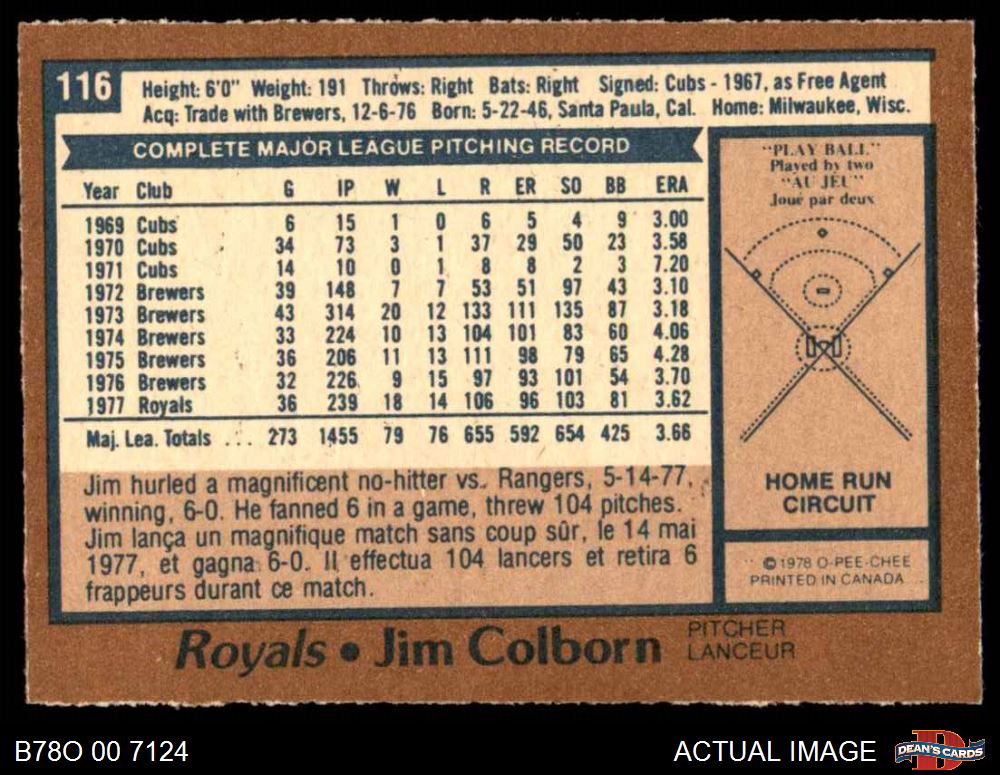 116
Height: 6'0" Weight: 191 Throws: Right Bats: Right Signed: Cubs - 1967, as Free Agent
Acq: Trade with Brewers, 12-6-76 Born: 5-22-46, Santa Paula, Cal. Home: Milwaukee, Wisc.
COMPLETE MAJOR LEAGUE PITCHING RECORD
Year Club G IP W L R ER SO BB ERA
1969 Cubs 6 15 1 0 6 5 4 9 3.00
1970 Cubs 34 73 3 1 37 29 50 23 3.58
1971 Cubs 14 10 0 1 8 8 2 3 7.20
1972 Brewers 39 148 7 7 53 51 97 43 3.10
1973 Brewers 43 314 20 12 133 111 135 87 3.18
1974 Brewers 33 224 10 13 104 101 83 60 4.06
1975 Brewers 36 206 11 13 111 98 79 65 4.28
1976 Brewers 32 226 9 15 97 93 101 54 3.70
1977 Royals 36 239 18 14 106 96 103 81 3.62
Maj. Lea. Totals ... 273 1455 79 76 655 592 654 425 3.66
Jim hurled a magnificent no-hitter vs. Rangers, 5-14-77,
winning, 6-0. He fanned 6 in a game, threw 104 pitches.
Jim lança un magnifique match sans coup sûr, le 14 mai
1977, et gagna 6-0. Il effectua 104 lancers et retira 6
frappeurs durant ce match.
"PLAY BALL"
Played by two
"AU JEU"
Joué par deux
HOME RUN
CIRCUIT
© 1978 O-PEE-CHEE
PRINTED IN CANADA
Royals • Jim Colborn
PITCHER
LANCEUR
B78O 00 7124
ACTUAL IMAGE
DEAN'S CARDS